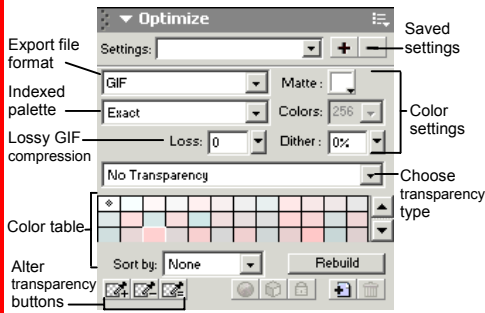 Optimize
Saved
settings
Settings:
Export file
format
GIF
Matte:
Indexed
palette
Exact
Colors: 256
Color
settings
Lossy GIF
compression
Loss: 0
Dither: 0%
No Transparency
Choose
transparency
type
Color table
Alter
transparency
buttons
Sort by: None
Rebuild